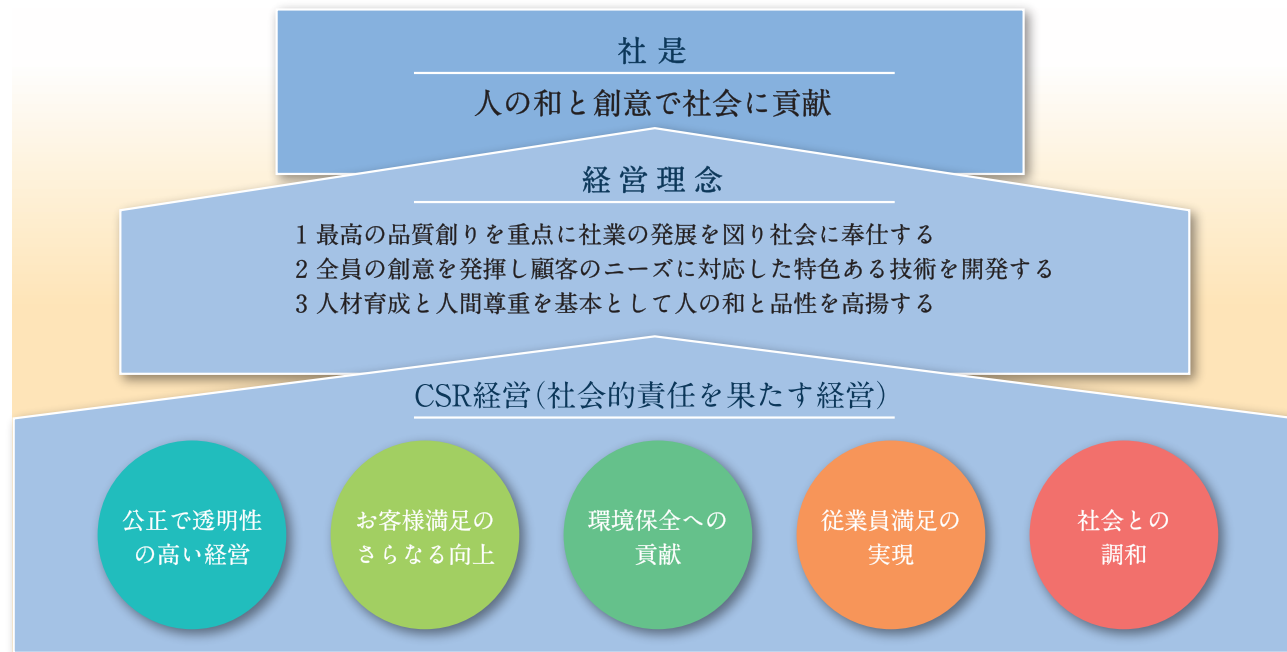 社是
人の和と創意で社会に貢献
経営理念
1 最高の品質創りを重点に社業の発展を図り社会に奉仕する
2 全員の創意を発揮し顧客のニーズに対応した特色ある技術を開発する
3 人材育成と人間尊重を基本として人の和と品性を高揚する
CSR経営(社会的責任を果たす経営)
公正で透明性
の高い経営
お客様満足の
さらなる向上
環境保全への
貢献
従業員満足の
実現
社会との
調和